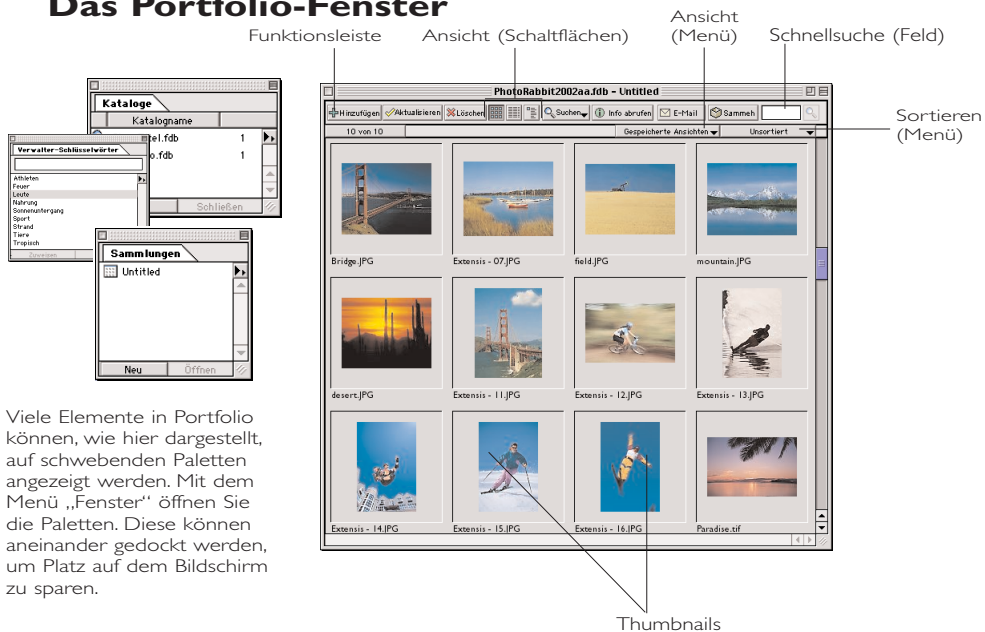 Das Portfolio-Fenster
Funktionsleiste
Ansicht (Schaltflächen)
Ansicht
(Menü)
Schnellsuche (Feld)
Sortieren
(Menü)
Kataloge
Katalogname
tel.fdb 1
o.fdb 1
Schließen
Verwalter-Schlüsselwörter
Athleten
Feuer
Leute
Nahrung
Sonnenuntergang
Sport
Strand
Tiere
Tropisch
Zuweisen
Sammlungen
Untitled
Neu
Öffnen
PhotoRabbit2002aa.fdb - Untitled
Hinzufügen Aktualisieren Löschen Suchen Info abrufen E-Mail Sammeln
10 von 10 Gespeicherte Ansichten Unsortiert
Bridge.JPG Extensis - 07.JPG field.JPG mountain.JPG
desert.JPG Extensis - 11.JPG Extensis - 12.JPG Extensis - 13.JPG
Extensis - 14.JPG Extensis - 15.JPG Extensis - 16.JPG Paradise.tif
Thumbnails
Viele Elemente in Portfolio
können, wie hier dargestellt,
auf schwebenden Paletten
angezeigt werden. Mit dem
Menü „Fenster“ öffnen Sie
die Paletten. Diese können
aneinander gedockt werden,
um Platz auf dem Bildschirm
zu sparen.